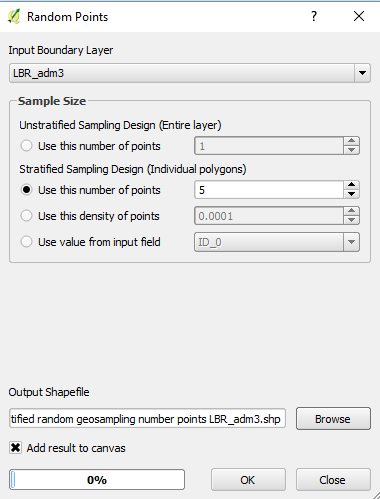 Random Points
?
Input Boundary Layer
LBR_adm3
Sample Size
Unstratified Sampling Design (Entire layer)
Use this number of points 1
Stratified Sampling Design (Individual polygons)
Use this number of points 5
Use this density of points 0.0001
Use value from input field ID_0
Output Shapefile
tified random geosampling number points LBR_adm3.shp Browse
Add result to canvas
0% OK Close